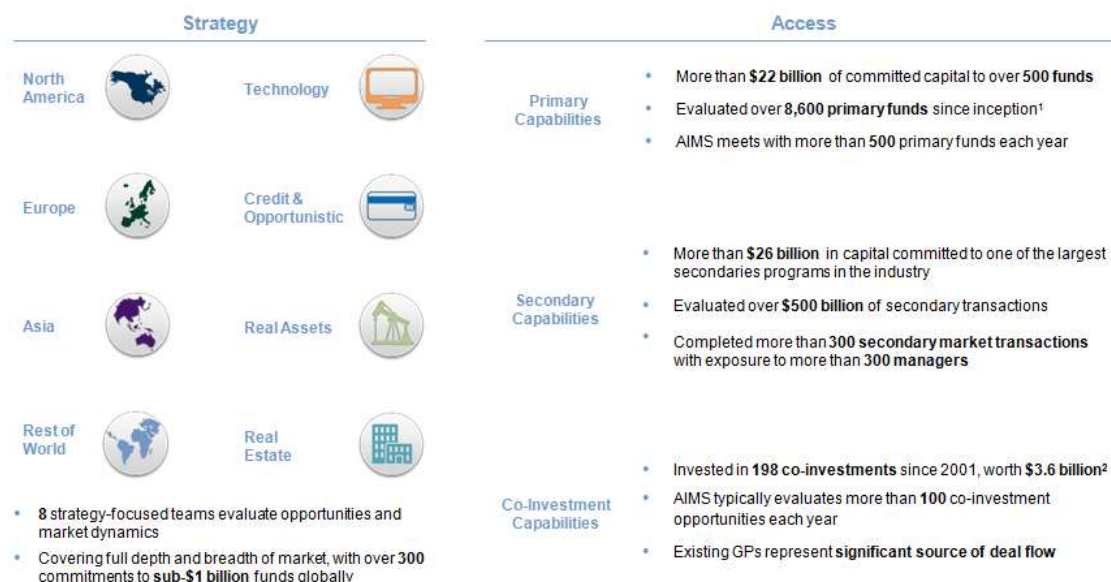 Strategy
North
America
Technology
Europe
Credit &
Opportunistic
Asia
Real Assets
Rest of
World
Real
Estate
• 8 strategy-focused teams evaluate opportunities and
market dynamics
• Covering full depth and breadth of market, with over 300
commitments to sub-$1 billion funds globally
Access
Primary
Capabilities
• More than $22 billion of committed capital to over 500 funds
• Evaluated over 8,600 primary funds since inception¹
• AIMS meets with more than 500 primary funds each year
Secondary
Capabilities
• More than $26 billion in capital committed to one of the largest
secondaries programs in the industry
• Evaluated over $500 billion of secondary transactions
• Completed more than 300 secondary market transactions
with exposure to more than 300 managers
Co-Investment
Capabilities
• Invested in 198 co-investments since 2001, worth $3.6 billion²
• AIMS typically evaluates more than 100 co-investment
opportunities each year
• Existing GPs represent significant source of deal flow